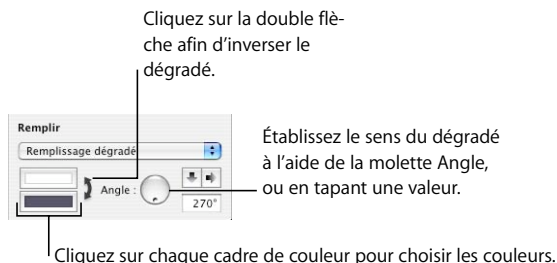 Cliquez sur la double flè-
che afin d’inverser le
dégradé.
Remplir
Remplissage dégradé
Angle :
270°
Établissez le sens du dégradé
à l’aide de la molette Angle,
ou en tapant une valeur.
Cliquez sur chaque cadre de couleur pour choisir les couleurs.